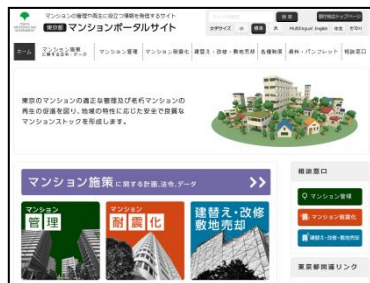 マンションの管理や再生に役立つ情報を発信するサイト
東京都 マンションポータルサイト
検索
文字サイズ 小 標準 大 Multilingual English 中文 한국어
ホーム マンション施策に関する法令・データ マンション管理 マンション耐震化 建替え・改修・敷地売却 各種制度 資料・パンフレット 相談窓口
東京のマンションの適正な管理及び老朽マンションの
再生の促進を図り、地域の特性に応じた安全で良質な
マンションストックを形成します。
マンション施策に関する計画、法令、データ >>
マンション
管理
マンション
耐震化
建替え・改修
敷地売却
相談窓口
マンション管理
マンション耐震化
建替え・改修・敷地売却
東京都関連リンク